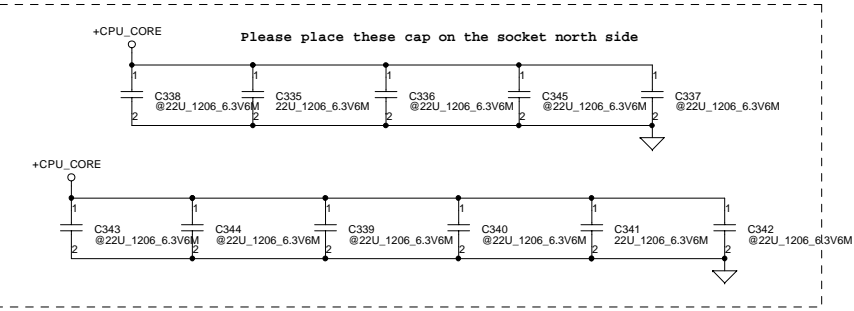 +CPU_CORE
Please place these cap on the socket north side
1 1 1 1 1
C338 C335 C336 C345 C337
@22U_1206_6.3V6M 22U_1206_6.3V6M @22U_1206_6.3V6M @22U_1206_6.3V6M @22U_1206_6.3V6M
2 2 2 2 2
+CPU_CORE
1 1 1 1 1 1
C343 C344 C339 C340 C341 C342
@22U_1206_6.3V6M @22U_1206_6.3V6M @22U_1206_6.3V6M @22U_1206_6.3V6M 22U_1206_6.3V6M @22U_1206_6.3V6M
2 2 2 2 2 2